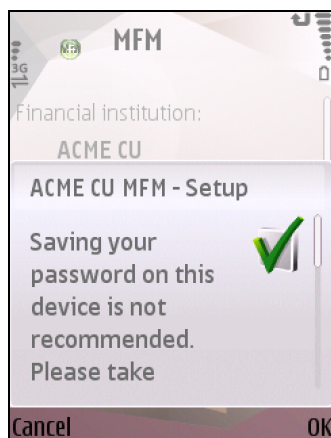 MFM
3G
Financial institution:
ACME CU
ACME CU MFM - Setup
Saving your
password on this
device is not
recommended.
Please take
Cancel OK